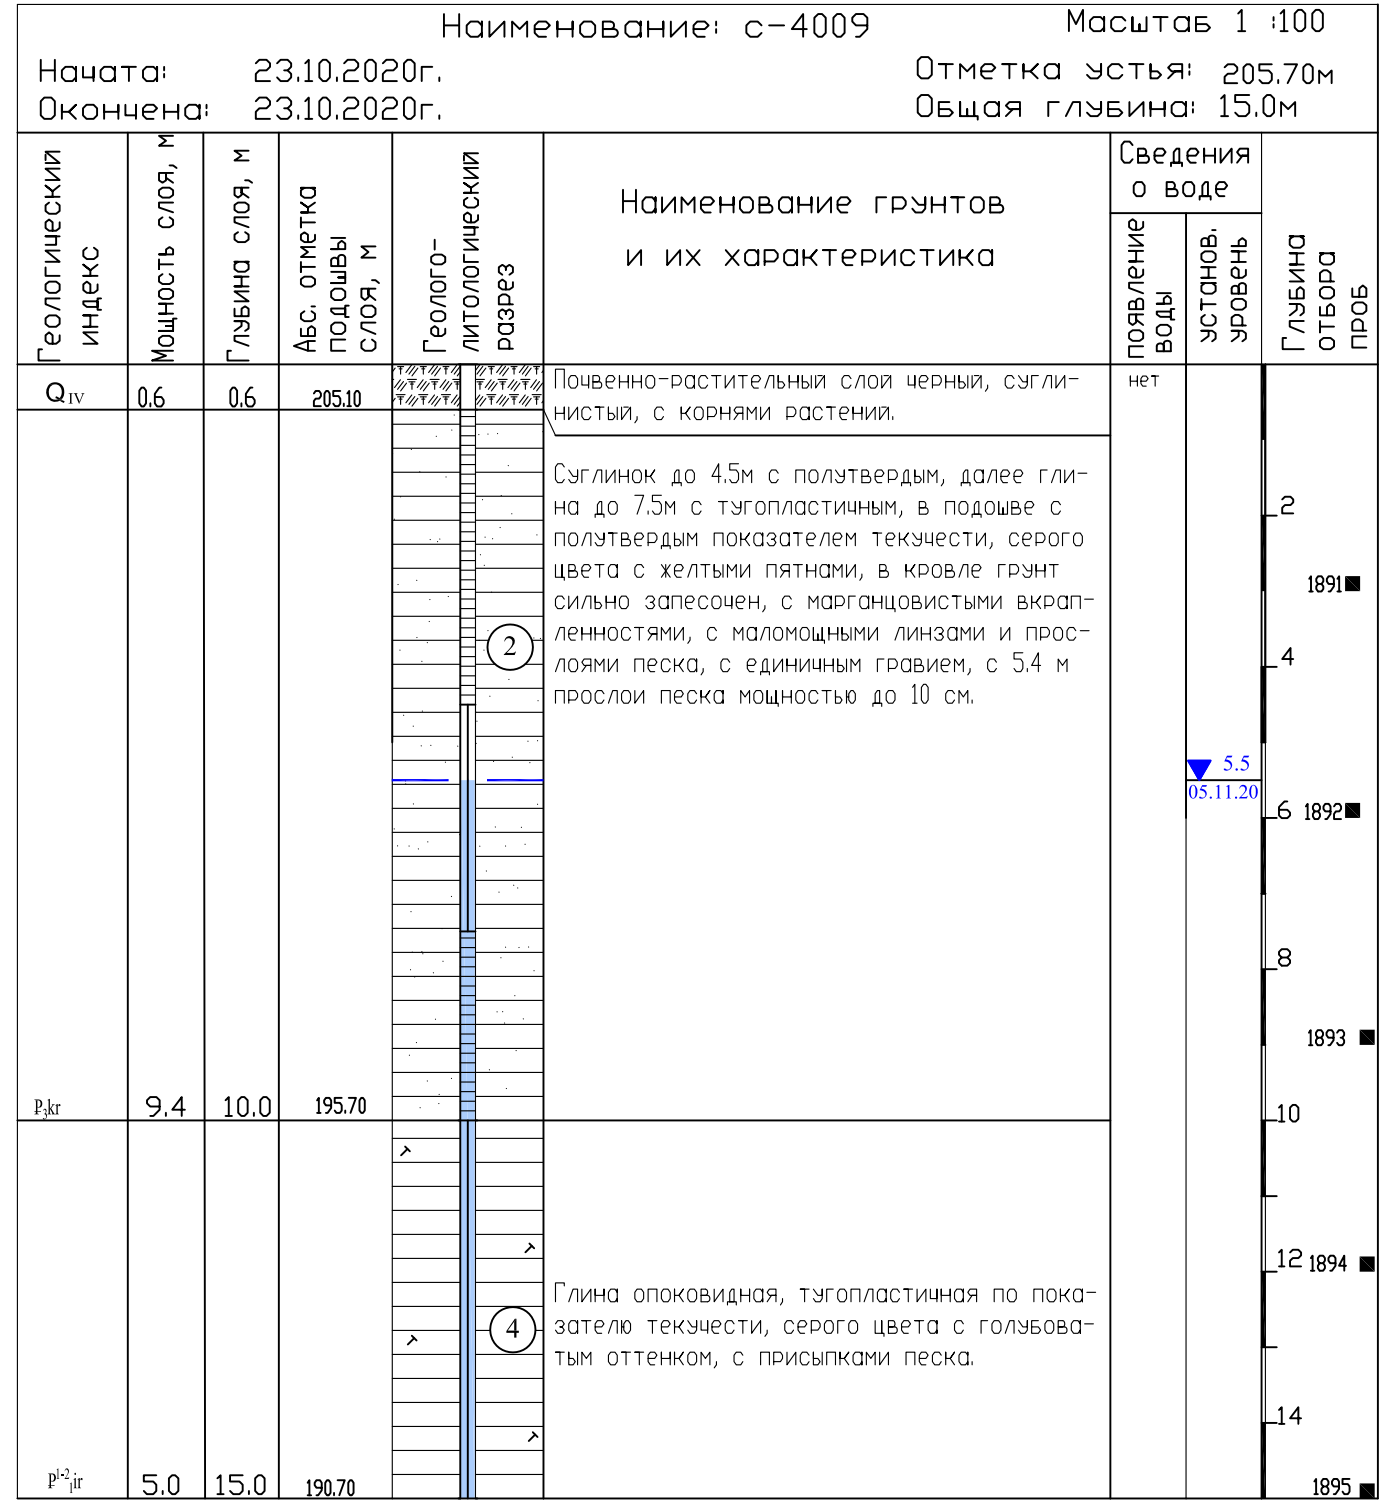 Наименование: с-4009
Масштаб 1 :100
Начата: 23.10.2020г.
Отметка устья: 205.70м
Окончена: 23.10.2020г.
Общая глубина: 15.0м
Геологический
индекс
Мощность слоя, м
Глубина слоя, м
Абс. отметка
подошвы
слоя, м
Геолого-
литологический
разрез
Наименование грунтов
и их характеристика
Сведения
о воде
появление
воды
установ.
уровень
Глубина
отбора
проб
QIV 0.6 0.6 205.10
Почвенно-растительный слой черный, сугли-
нистый, с корнями растений.
нет
Суглинок до 4.5м с полутвердым, далее гли-
на до 7.5м с тугопластичным, в подошве с
полутвердым показателем текучести, серого
цвета с желтыми пятнами, в кровле грунт
сильно запесочен, с марганцовистыми вкрап-
ленностями, с маломощными линзами и прос-
лоями песка, с единичным гравием, с 5.4 м
прослои песка мощностью до 10 см.
2
2
1891
4
5.5
05.11.20
6 1892
8
1893
₽₃kr 9.4 10.0 195.70
10
12 1894
Глина опоковидная, тугопластичная по пока-
зателю текучести, серого цвета с голубова-
тым оттенком, с присыпками песка.
4
14
₽¹⁻²₁ir 5.0 15.0 190.70
1895